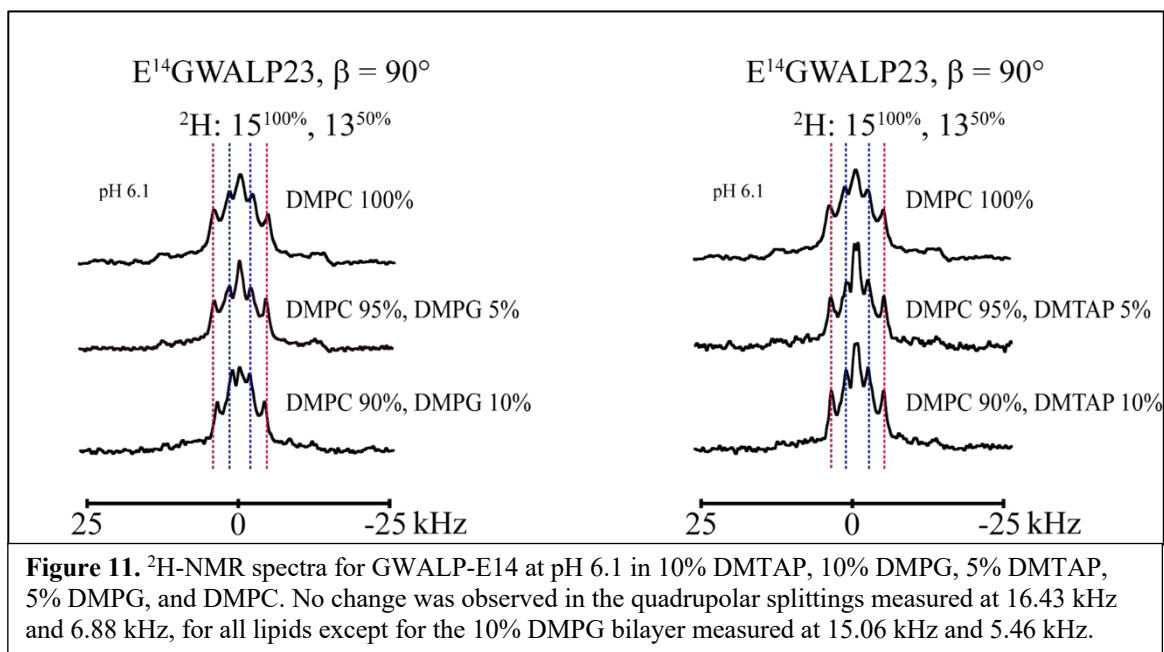 E¹⁴GWALP23, β = 90°
²H: 15¹⁰⁰%, 13⁵⁰%
pH 6.1
DMPC 100%
DMPC 95%, DMPG 5%
DMPC 90%, DMPG 10%
25 0 -25 kHz
E¹⁴GWALP23, β = 90°
²H: 15¹⁰⁰%, 13⁵⁰%
pH 6.1
DMPC 100%
DMPC 95%, DMTAP 5%
DMPC 90%, DMTAP 10%
25 0 -25 kHz
Figure 11. ²H-NMR spectra for GWALP-E14 at pH 6.1 in 10% DMTAP, 10% DMPG, 5% DMTAP,
5% DMPG, and DMPC. No change was observed in the quadrupolar splittings measured at 16.43 kHz
and 6.88 kHz, for all lipids except for the 10% DMPG bilayer measured at 15.06 kHz and 5.46 kHz.